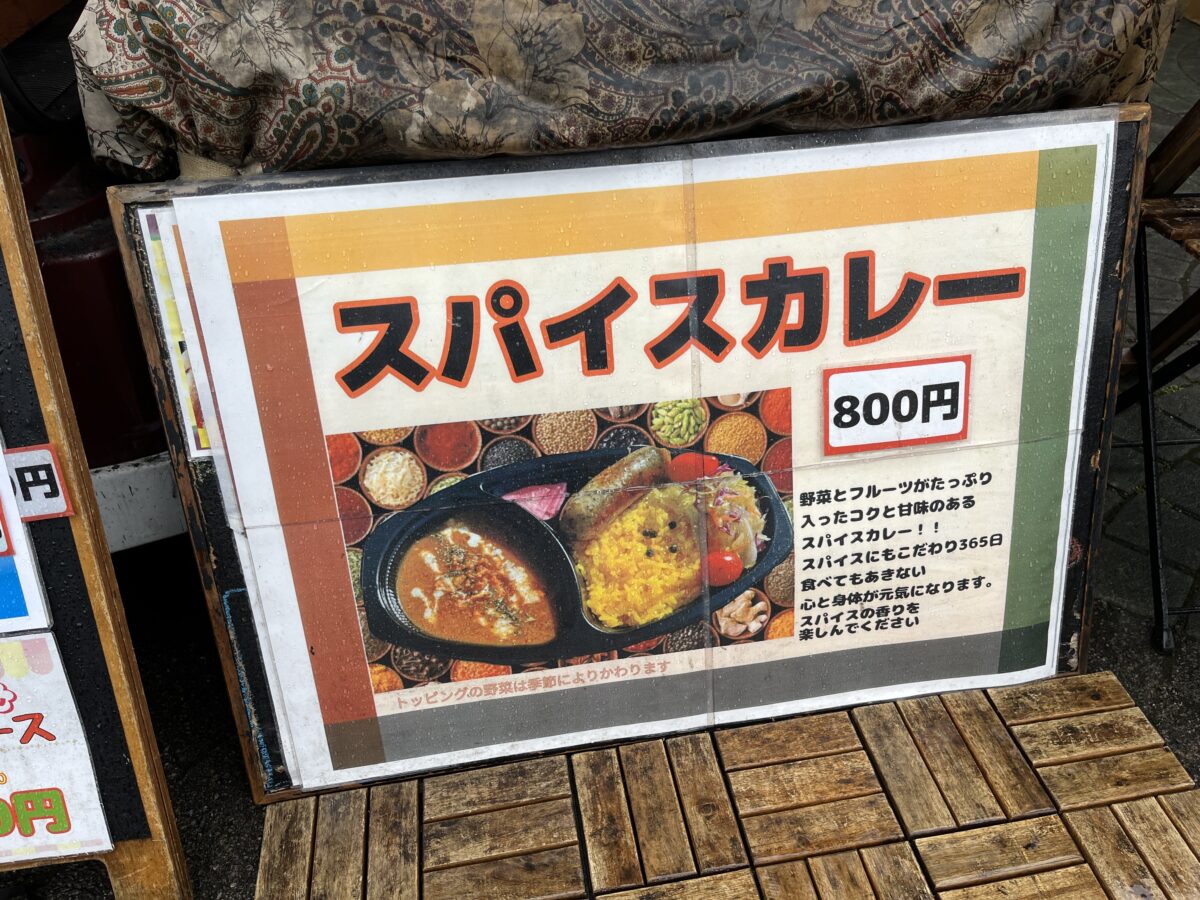 スパイスカレー
800円
野菜とフルーツがたっぷり
入ったコクと甘味のある
スパイスカレー！！
スパイスにもこだわり365日
食べてもあきない
心と身体が元気になります。
スパイスの香りを
楽しんでください
トッピングの野菜は季節によりかわります
円
ース
0円